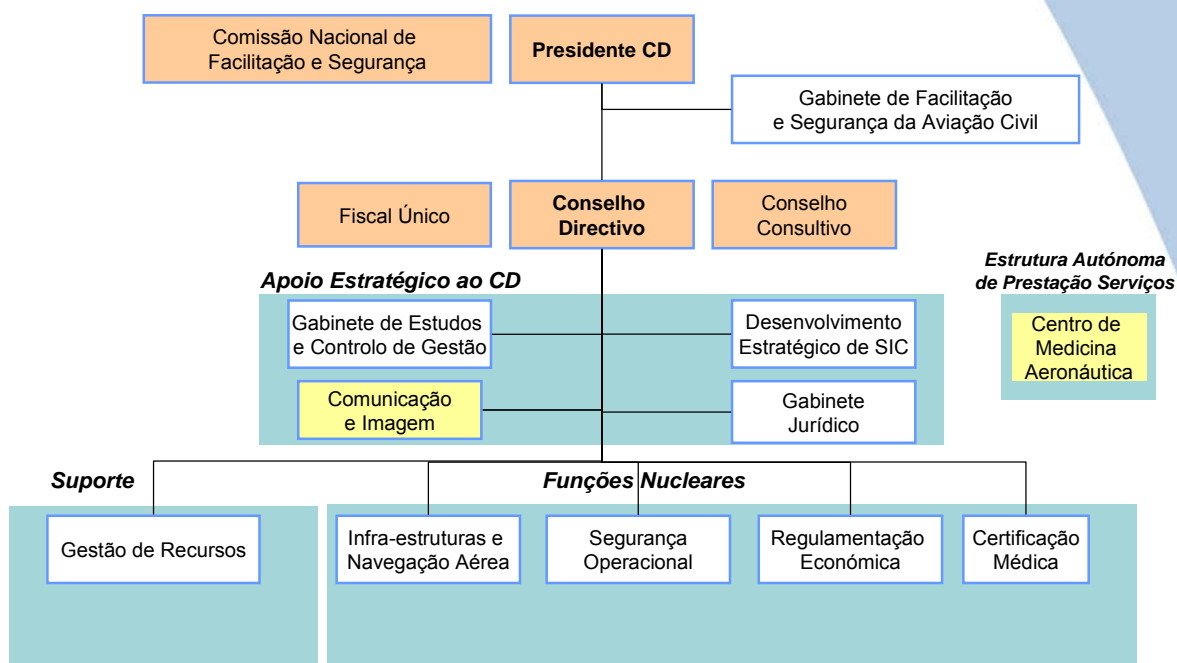 Comissão Nacional de
Facilitação e Segurança
Presidente CD
Gabinete de Facilitação
e Segurança da Aviação Civil
Fiscal Único
Conselho
Directivo
Conselho
Consultivo
Estrutura Autónoma
de Prestação Serviços
Centro de
Medicina
Aeronáutica
Apoio Estratégico ao CD
Gabinete de Estudos
e Controlo de Gestão
Desenvolvimento
Estratégico de SIC
Comunicação
e Imagem
Gabinete
Jurídico
Suporte
Gestão de Recursos
Funções Nucleares
Infra-estruturas e
Navegação Aérea
Segurança
Operacional
Regulamentação
Económica
Certificação
Médica